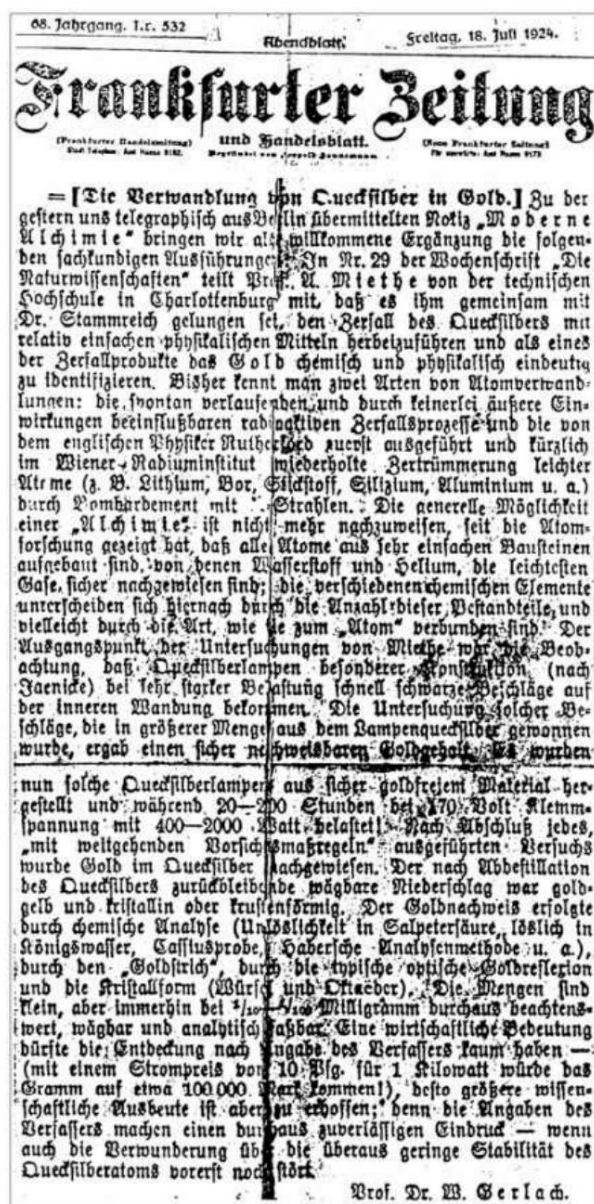 68. Jahrgang. Nr. 532
Abendblatt.
Freitag, 18. Juli 1924.
Frankfurter Zeitung
(Frankfurter Handelszeitung)
und Handelsblatt.
(Neue Frankfurter Zeitung)
Begründet von Leopold Sonnemann
= [Die Verwandlung von Quecksilber in Gold.] Zu der
gestern uns telegraphisch aus Berlin übermittelten Notiz „Moderne
Alchimie“ bringen wir als willkommene Ergänzung die folgen-
den sachkundigen Ausführungen: In Nr. 29 der Wochenschrift „Die
Naturwissenschaften“ teilt Prof. A. Miethe von der technischen
Hochschule in Charlottenburg mit, daß es ihm gemeinsam mit
Dr. Stammreich gelungen sei, den Zerfall des Quecksilbers mit
relativ einfachen physikalischen Mitteln herbeizuführen und als eines
der Zerfallprodukte das Gold chemisch und physikalisch eindeutig
zu identifizieren. Bisher kennt man zwei Arten von Atomverwand-
lungen: die spontan verlaufenden und durch keinerlei äußere Ein-
wirkungen beeinflußbaren radioaktiven Zerfallsprozesse und die von
dem englischen Physiker Rutherford zuerst ausgeführt und kürzlich
im Wiener Radiuminstitut wiederholte Zertrümmerung leichter
Atome (z. B. Lithium, Bor, Stickstoff, Silizium, Aluminium u. a.)
durch Bombardement mit Strahlen. Die generelle Möglichkeit
einer „Alchimie“ ist nicht mehr nachzuweisen, seit die Atom-
forschung gezeigt hat, daß alle Atome aus sehr einfachen Bausteinen
aufgebaut sind, von denen Wasserstoff und Helium, die leichtesten
Gase, sicher nachgewiesen sind; die verschiedenen chemischen Elemente
unterscheiden sich hiernach durch die Anzahl dieser Bestandteile und
vielleicht durch die Art, wie sie zum „Atom“ verbunden sind. Der
Ausgangspunkt der Untersuchungen von Miethe war die Beob-
achtung, daß Quecksilberlampen besonderer Konstruktion (nach
Jaenicke) bei sehr starker Belastung schnell schwarze Beschläge auf
der inneren Wandung bekommen. Die Untersuchung solcher Be-
schläge, die in größerer Menge aus dem Lampenquecksilber gewonnen
wurde, ergab einen sicher nachweisbaren Goldgehalt. Es wurden
nun solche Quecksilberlampen aus sicher goldfreiem Material her-
gestellt und während 20—200 Stunden bei 170 Volt Klemm-
spannung mit 400—2000 Watt belastet! Nach Abschluß jedes,
„mit weitgehenden Vorsichtsmaßregeln“ ausgeführten Versuchs
wurde Gold im Quecksilber nachgewiesen. Der nach Abdestillation
des Quecksilbers zurückbleibende wägbare Niederschlag war gold-
gelb und kristallin oder krustenförmig. Der Goldnachweis erfolgte
durch chemische Analyse (Unlöslichkeit in Salpetersäure, löslich in
Königswasser, Cassiusprobe, Habersche Analysenmethode u. a.),
durch den „Goldstrich“, durch die typische optische Goldreflexion
und die Kristallform (Würfel und Oktaëder). Die Mengen sind
klein, aber immerhin bei 1/10—1/100 Milligramm durchaus beachtens-
wert, wägbar und analytisch faßbar. Eine wirtschaftliche Bedeutung
dürfte die Entdeckung nach Angabe des Verfassers kaum haben —
(mit einem Strompreis von 10 Pfg. für 1 Kilowatt würde das
Gramm auf etwa 100.000 Mark kommen!), desto größere wissen-
schaftliche Ausbeute ist aber zu erhoffen; denn die Angaben des
Verfassers machen einen durchaus zuverlässigen Eindruck — wenn
auch die Verwunderung über die überaus geringe Stabilität des
Quecksilberatoms vorerst noch stört.
Prof. Dr. W. Gerlach.